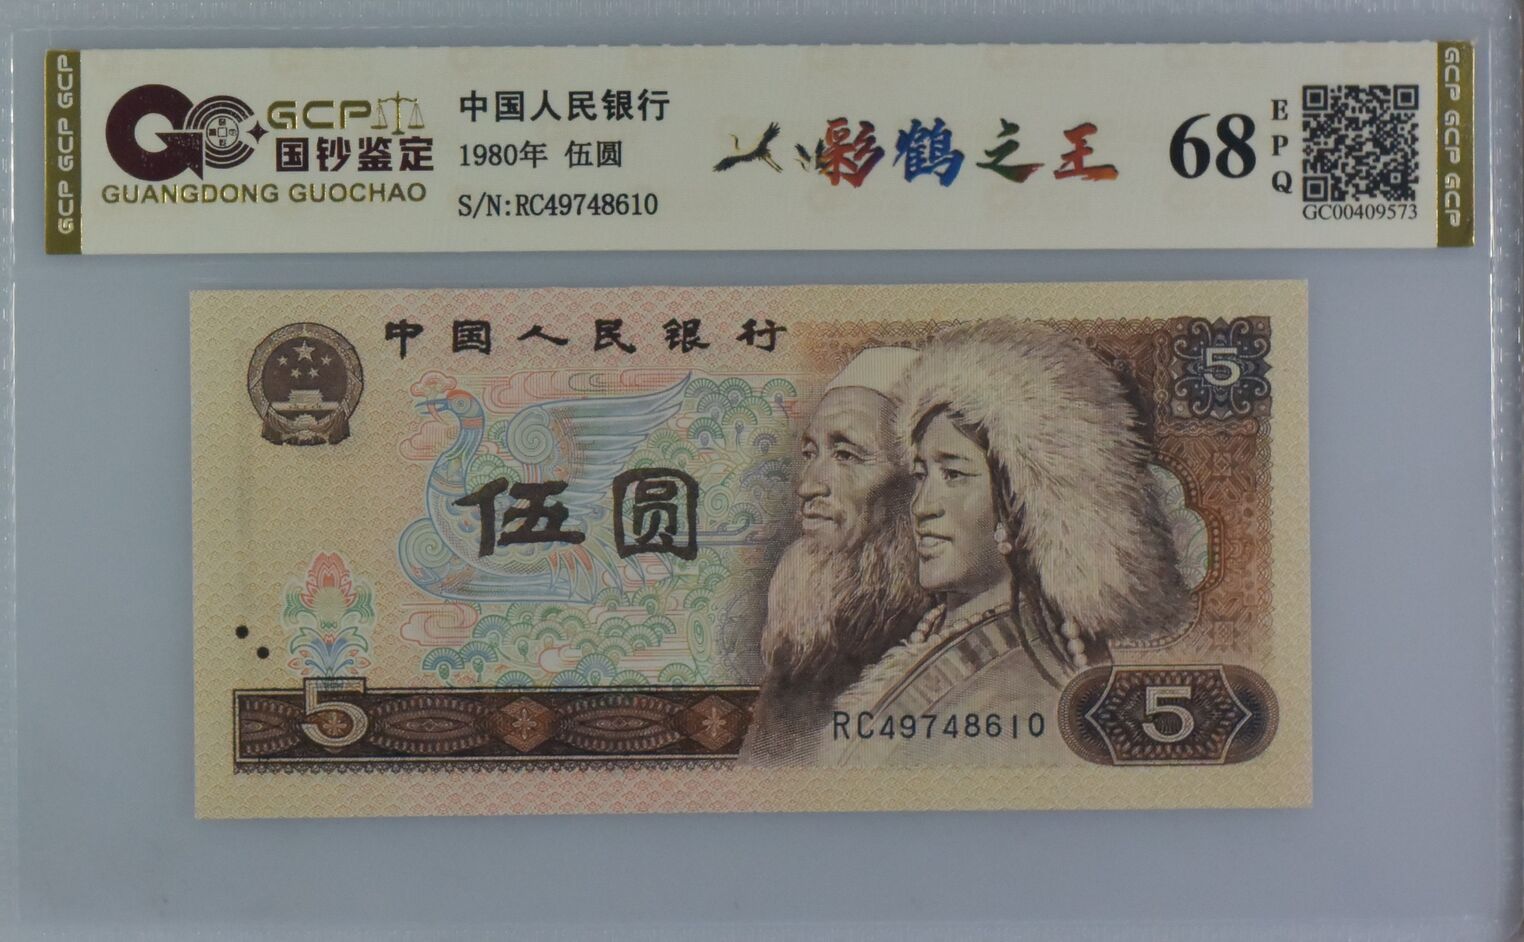 GCP GCP GCP
GCP
国钞鉴定
GUANGDONG GUOCHAO
中国人民银行
1980年 伍圆
S/N:RC49748610
彩鹤之王
68
EPQ
GC00409573
GCP GCP GCP
中国人民银行
5
伍圆
5
RC49748610
5